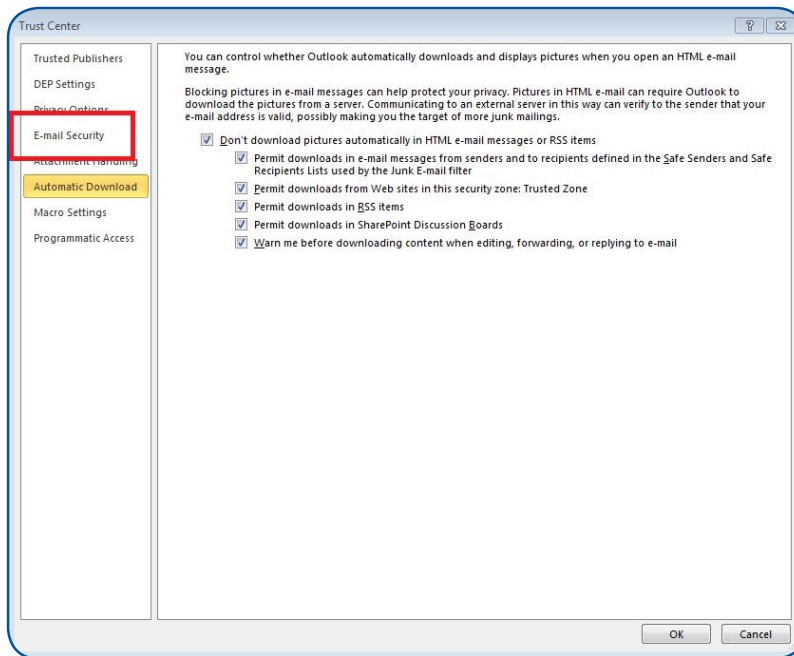 Trust Center
Trusted Publishers
DEP Settings
Privacy Options
E-mail Security
Attachment Handling
Automatic Download
Macro Settings
Programmatic Access
You can control whether Outlook automatically downloads and displays pictures when you open an HTML e-mail
message.
Blocking pictures in e-mail messages can help protect your privacy. Pictures in HTML e-mail can require Outlook to
download the pictures from a server. Communicating to an external server in this way can verify to the sender that your
e-mail address is valid, possibly making you the target of more junk mailings.
Don't download pictures automatically in HTML e-mail messages or RSS items
Permit downloads in e-mail messages from senders and to recipients defined in the Safe Senders and Safe
Recipients Lists used by the Junk E-mail filter
Permit downloads from Web sites in this security zone: Trusted Zone
Permit downloads in RSS items
Permit downloads in SharePoint Discussion Boards
Warn me before downloading content when editing, forwarding, or replying to e-mail
OK
Cancel